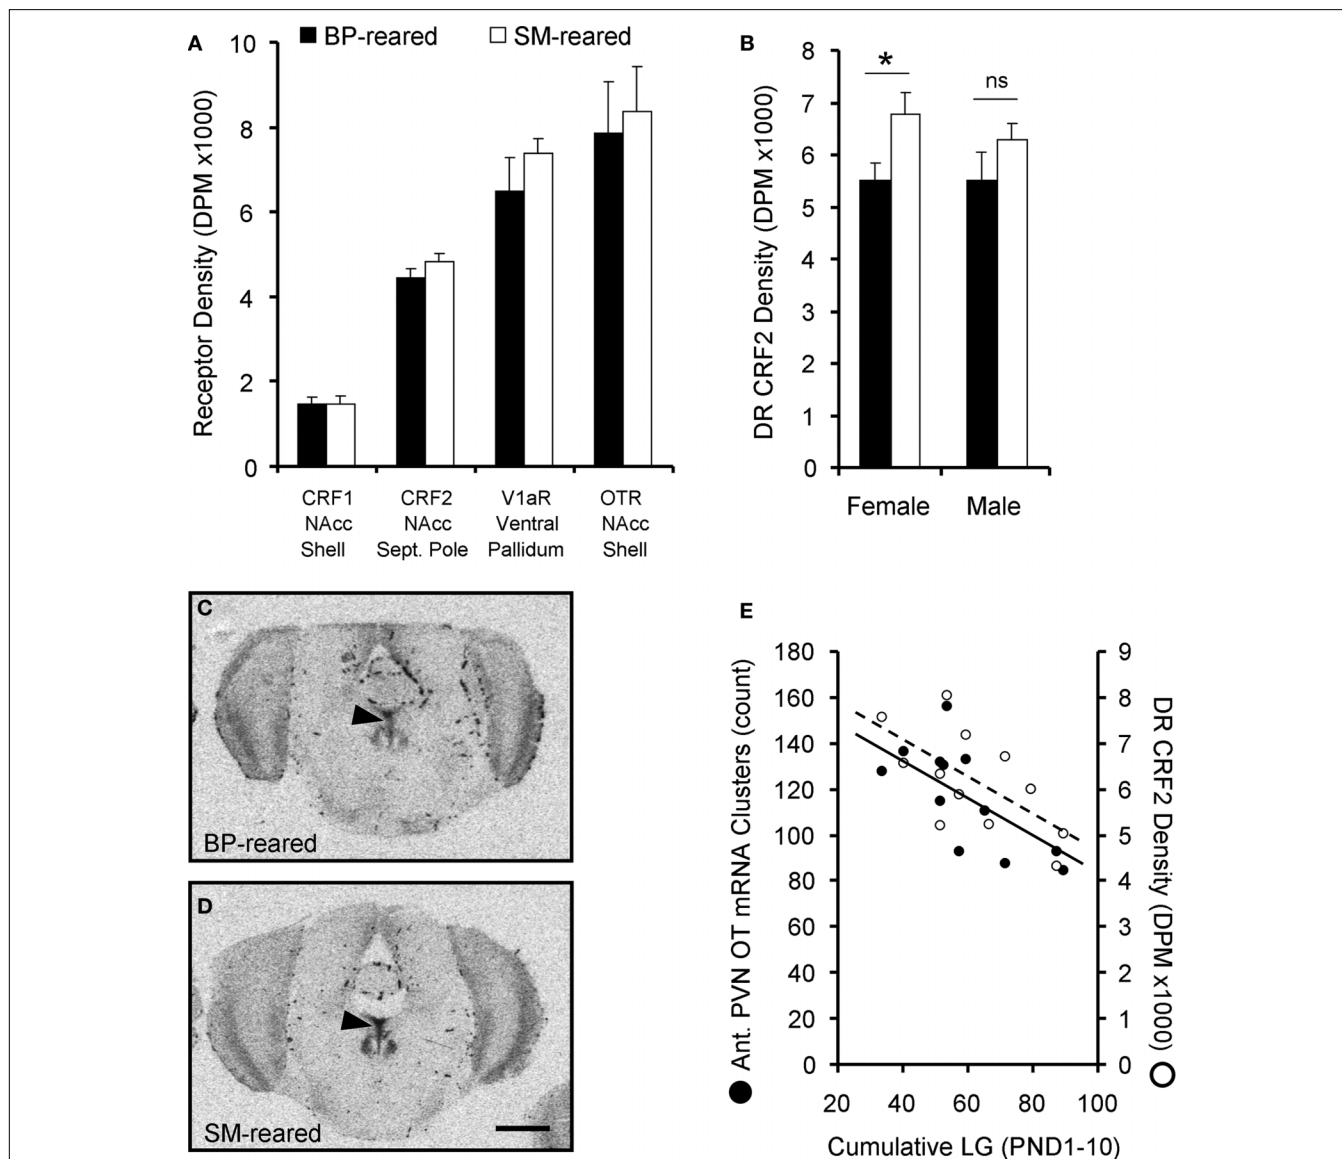 A
BP-reared
SM-reared
Receptor Density (DPM x1000)
10
8
6
4
2
0
CRF1
NAcc
Shell
CRF2
NAcc
Sept. Pole
V1aR
Ventral
Pallidum
OTR
NAcc
Shell
B
DR CRF2 Density (DPM x1000)
8
7
6
5
4
3
2
1
0
*
ns
Female
Male
C
BP-reared
D
SM-reared
E
Ant. PVN OT mRNA Clusters (count)
180
160
140
120
100
80
60
40
20
0
9
8
7
6
5
4
3
2
1
0
DR CRF2 Density (DPM x1000)
20
40
60
80
100
Cumulative LG (PND1-10)